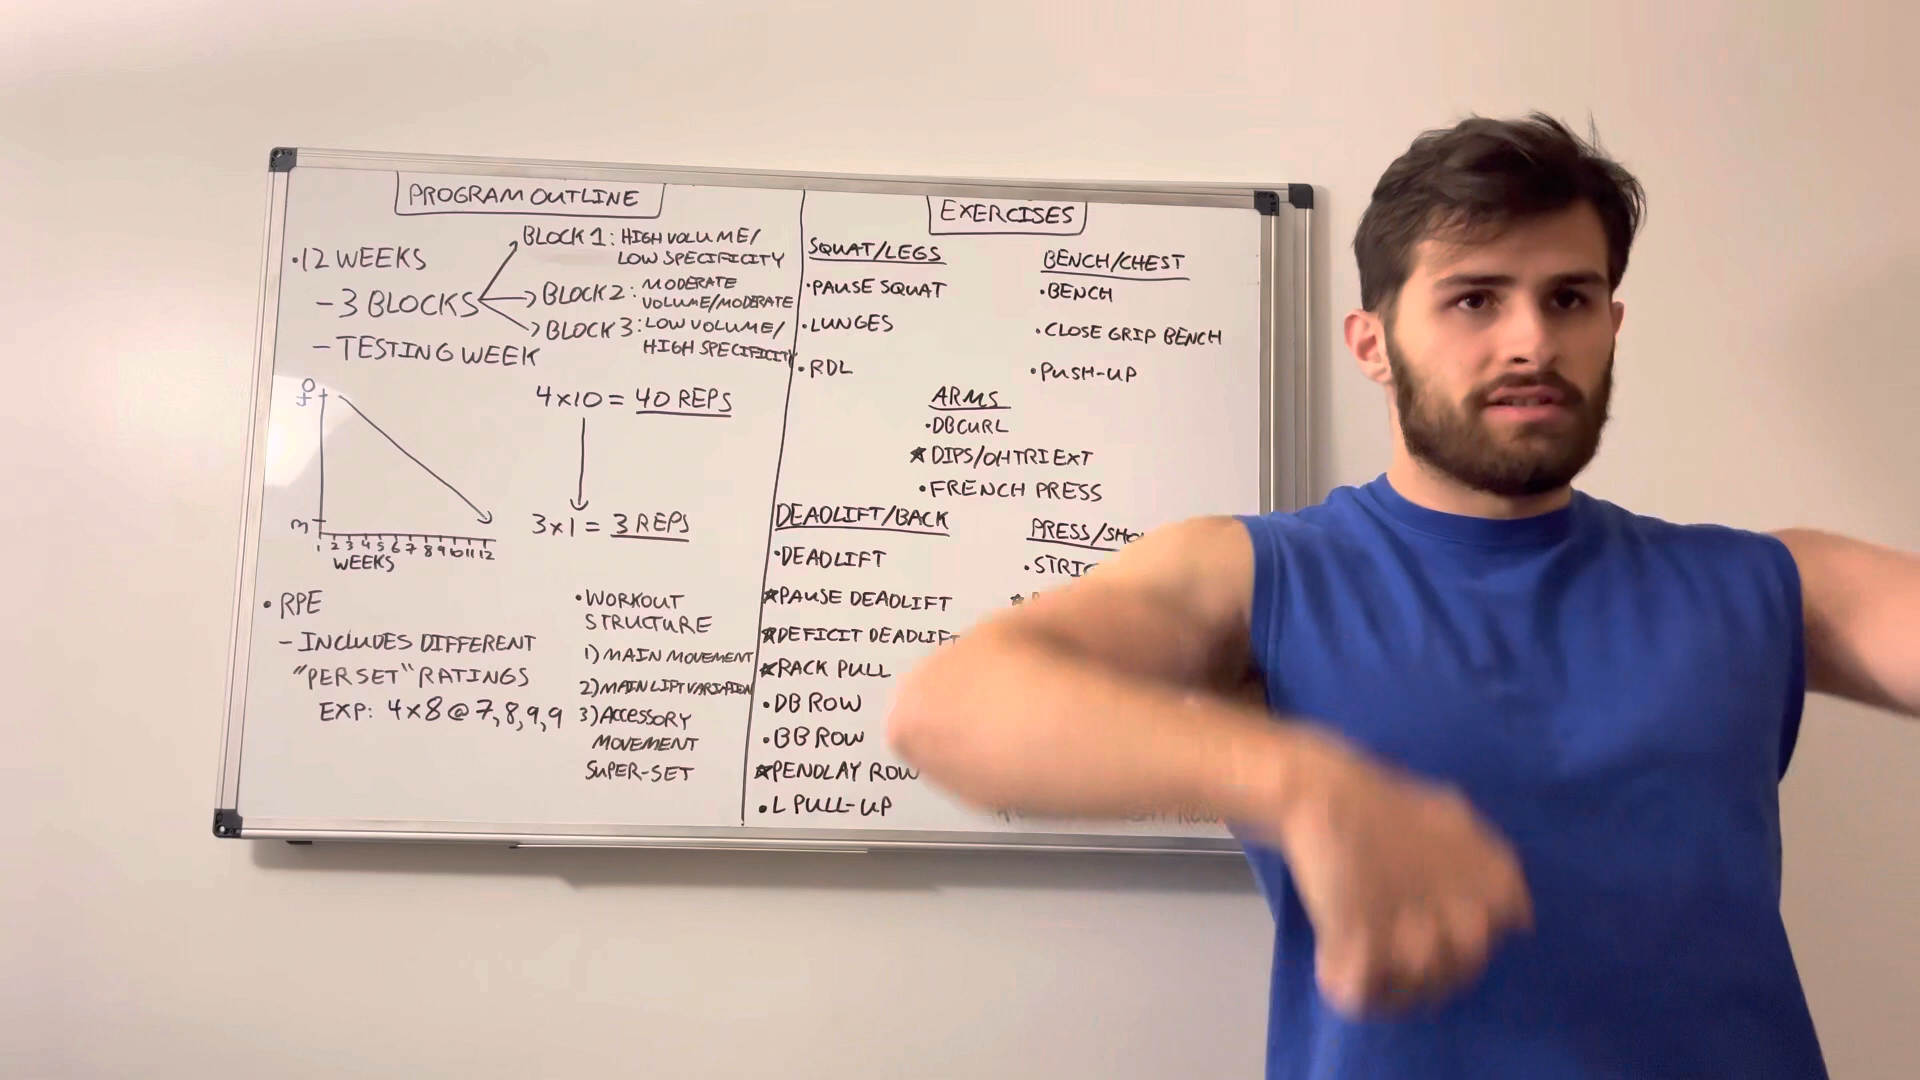 PROGRAM OUTLINE
·12 WEEKS
- 3 BLOCKS
BLOCK 1: HIGH VOLUME/
LOW SPECIFICITY
BLOCK 2: MODERATE
VOLUME/MODERATE
BLOCK 3: LOW VOLUME/
HIGH SPECIFICITY
- TESTING WEEK
40
3
1 2 3 4 5 6 7 8 9 10 11 12
WEEKS
4x10 = 40 REPS
3x1 = 3 REPS
• RPE
- INCLUDES DIFFERENT
"PER SET" RATINGS
EXP: 4x8@7,8,9,9
• WORKOUT
STRUCTURE
1) MAIN MOVEMENT
2) MAIN LIFT VARIATION
3) ACCESSORY
MOVEMENT
SUPER-SET
EXERCISES
SQUAT/LEGS
·PAUSE SQUAT
·LUNGES
·RDL
BENCH/CHEST
·BENCH
·CLOSE GRIP BENCH
·PUSH-UP
ARMS
·DB CURL
★ DIPS/OH TRI EXT
·FRENCH PRESS
DEADLIFT/BACK
·DEADLIFT
★PAUSE DEADLIFT
★DEFICIT DEADLIFT
★RACK PULL
·DB ROW
·BB ROW
★PENDLAY ROW
·L PULL-UP
PRESS/